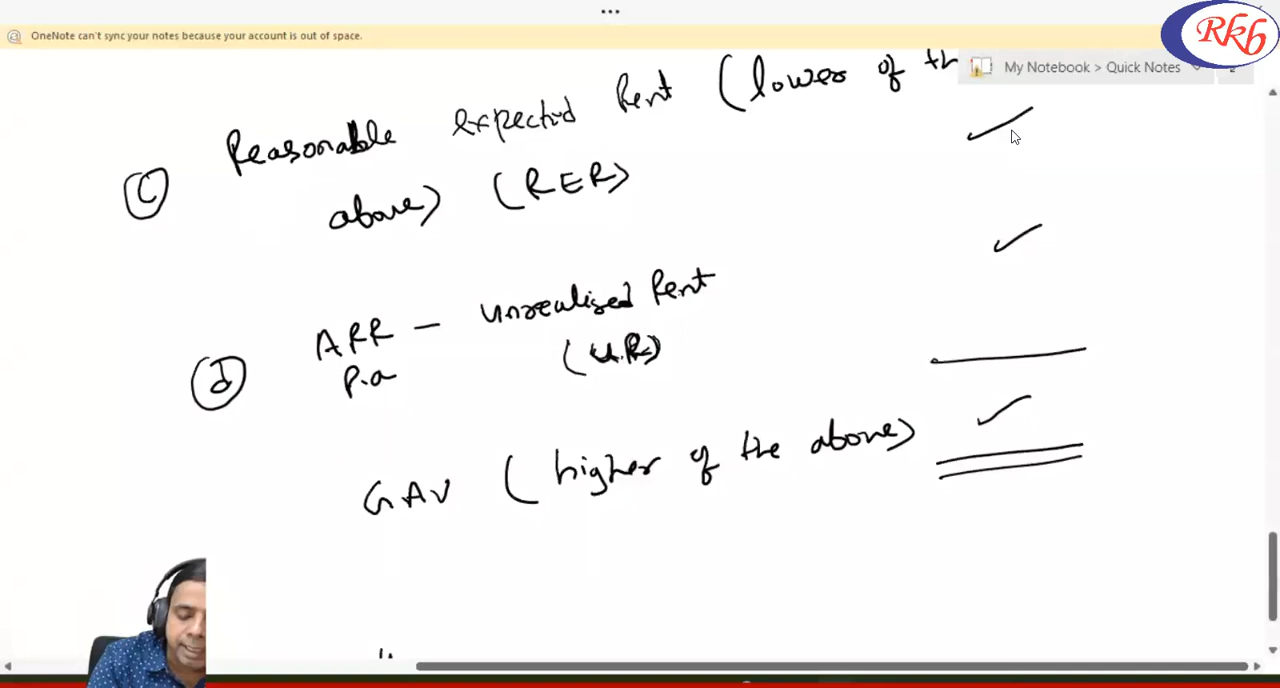 ...
OneNote can't sync your notes because your account is out of space.
Rkb
My Notebook > Quick Notes
(C) Reasonable expected Rent (lower of th
above) (RER)
(d) ARR - unrealised Rent
p.a (U.R)
GAV (higher of the above)